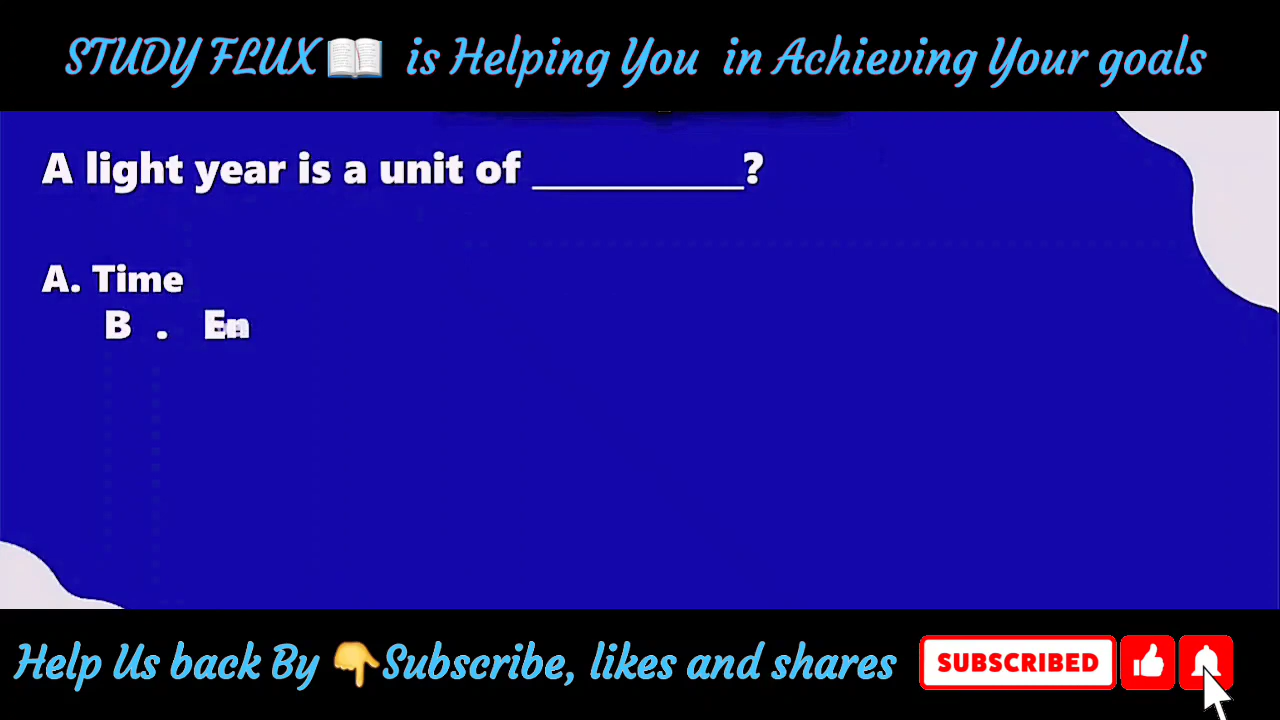 STUDY FLUX📖 is Helping You in Achieving Your goals
A light year is a unit of __________?
A. Time
B . En
Help Us back By 👇Subscribe, likes and shares
SUBSCRIBED